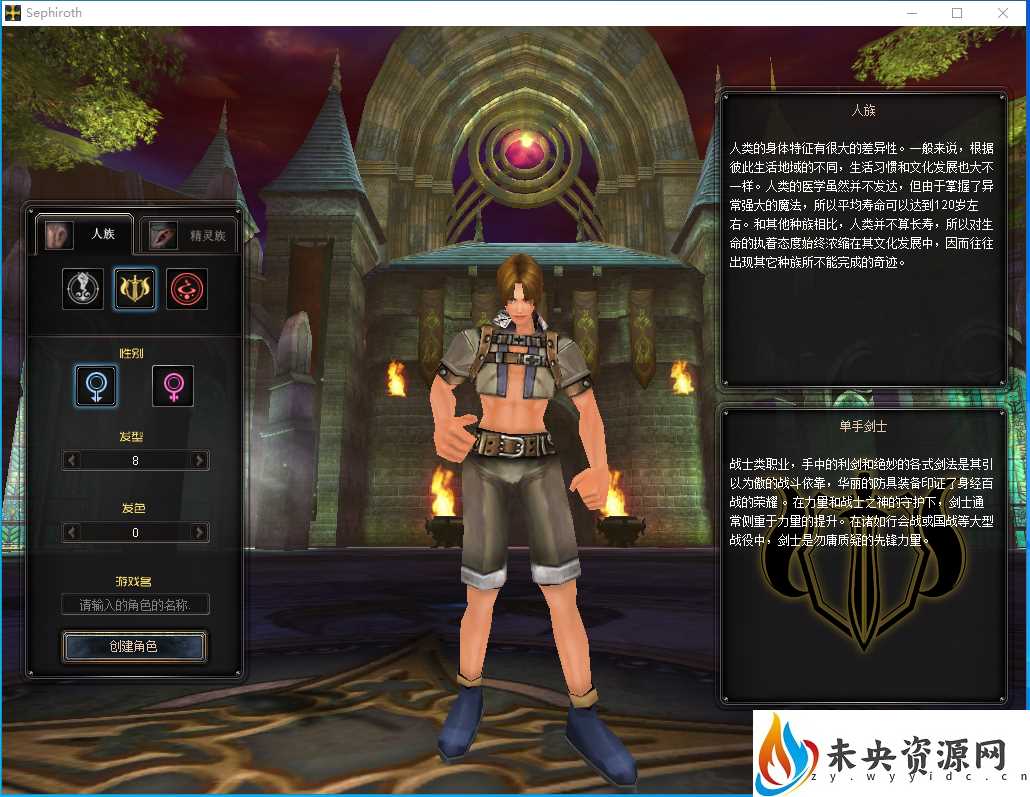 Sephiroth
人族
精灵族
性别
发型
8
发色
0
游戏名
请输入的角色的名称.
创建角色
人族
人类的身体特征有很大的差异性。一般来说，根据
彼此生活地域的不同，生活习惯和文化发展也大不
一样。人类的医学虽然并不发达，但由于掌握了异
常强大的魔法，所以平均寿命可以达到120岁左
右。和其他种族相比，人类并不算长寿，所以对生
命的执着态度始终浓缩在其文化发展中，因而往往
出现其它种族所不能完成的奇迹。
单手剑士
战士类职业，手中的利剑和绝妙的各式剑法是其引
以为傲的战斗依靠，华丽的防具装备印证了身经百
战的荣耀。在力量和战士之神的守护下，剑士通
常侧重于力量的提升。在诸如行会战或国战等大型
战役中，剑士是勿庸质疑的先锋力量。
未央资源网
zy.wyyidc.cn